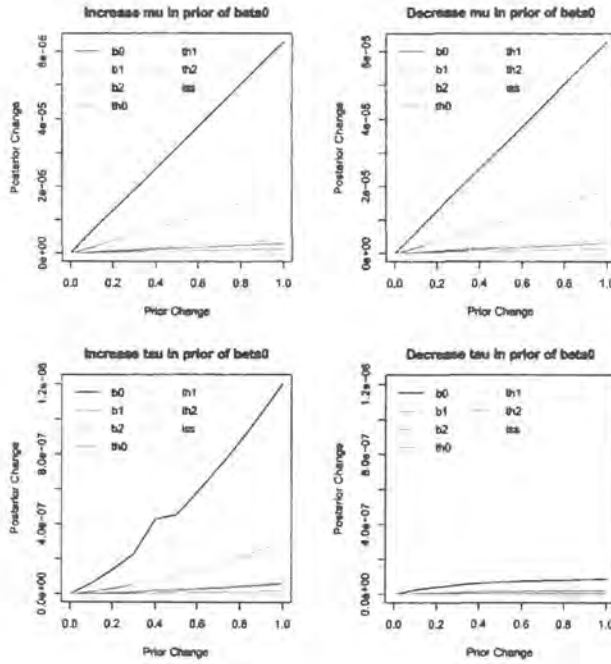 Increase mu in prior of beta0
b0
b1
b2
th0
th1
th2
iss
Posterior Change
0e+00
2e-05
4e-05
6e-05
0.0
0.2
0.4
0.6
0.8
1.0
Prior Change
Decrease mu in prior of beta0
b0
b1
b2
th0
th1
th2
iss
Posterior Change
0e+00
2e-05
4e-05
6e-05
0.0
0.2
0.4
0.6
0.8
1.0
Prior Change
Increase tau in prior of beta0
b0
b1
b2
th0
th1
th2
iss
Posterior Change
0.0e+00
4.0e-07
8.0e-07
1.2e-06
0.0
0.2
0.4
0.6
0.8
1.0
Prior Change
Decrease tau in prior of beta0
b0
b1
b2
th0
th1
th2
iss
Posterior Change
0.0e+00
4.0e-07
8.0e-07
1.2e-06
0.0
0.2
0.4
0.6
0.8
1.0
Prior Change